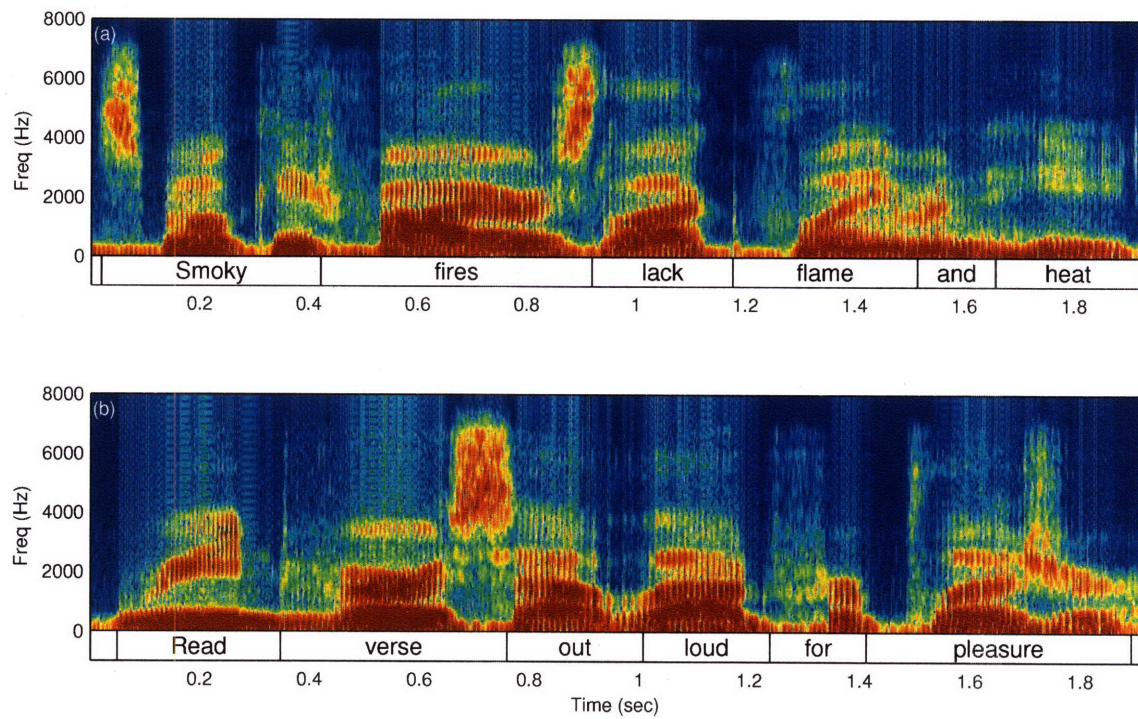 8000
(a)
6000
4000
2000
0
Freq (Hz)
Smoky fires lack flame and heat
0.2 0.4 0.6 0.8 1 1.2 1.4 1.6 1.8
8000
(b)
6000
4000
2000
0
Freq (Hz)
Read verse out loud for pleasure
0.2 0.4 0.6 0.8 1 1.2 1.4 1.6 1.8
Time (sec)